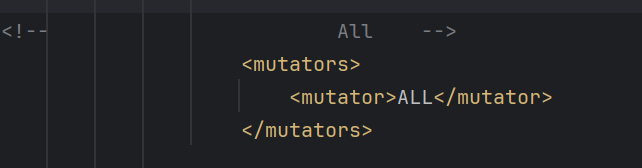 <!--                        All    -->
<mutators>
<mutator>ALL</mutator>
</mutators>